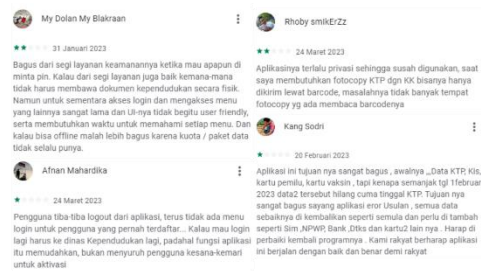 My Dolan My Blakraan
31 Januari 2023
Bagus dari segi layanan keamanannya ketika mau apapun di
minta pin. Kalau dari segi layanan juga baik kemana-mana
tidak harus membawa dokumen kependudukan secara fisik.
Namun untuk sementara akses login dan mengakses menu
yang lainnya sangat lama dan UI-nya tidak begitu user friendly,
serta membutuhkan waktu untuk memahami setiap menu. Dan
kalau bisa offline malah lebih bagus karena kuota / paket data
tidak selalu punya.
Afnan Mahardika
24 Maret 2023
Pengguna tiba-tiba logout dari aplikasi, terus tidak ada menu
login untuk pengguna yang pernah terdaftar... Kalau mau login
lagi harus ke dinas Kependudukan lagi, padahal fungsi aplikasi
itu memudahkan, bukan menyuruh pengguna kesana-kemari
untuk aktivasi
Rhoby smIkErZz
24 Maret 2023
Aplikasinya terlalu privasi sehingga susah digunakan, saat
saya membutuhkan fotocopy KTP dgn KK bisanya hanya
dikirim lewat barcode, masalahnya tidak banyak tempat
fotocopy yg ada membaca barcodenya
Kang Sodri
20 Februari 2023
Aplikasi ini tujuan nya sangat bagus , awalnya ,,,Data KTP, Kis,
kartu pemilu, kartu vaksin , tapi kenapa semanjak tgl 1februar
2023 data2 tersebut hilang cuma tinggal KTP. Tujuan nya
sangat bagus sayang aplikasi eror Usulan , semua data
sebaiknya di kembalikan seperti semula dan perlu di tambah
seperti Sim ,NPWP, Bank ,Dtks dan kartu2 lain nya . Harap di
perbaiki kembali programnya . Kami rakyat berharap aplikasi
ini berjalan dengan baik dan benar demi rakyat